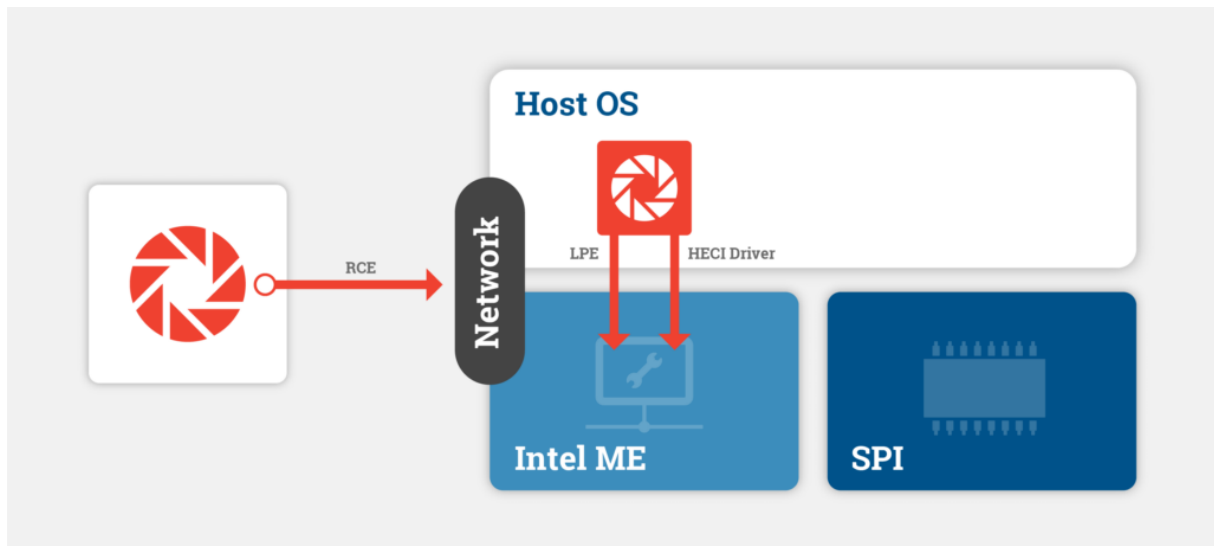 Host OS
LPE
HECI Driver
RCE
Network
Intel ME
SPI